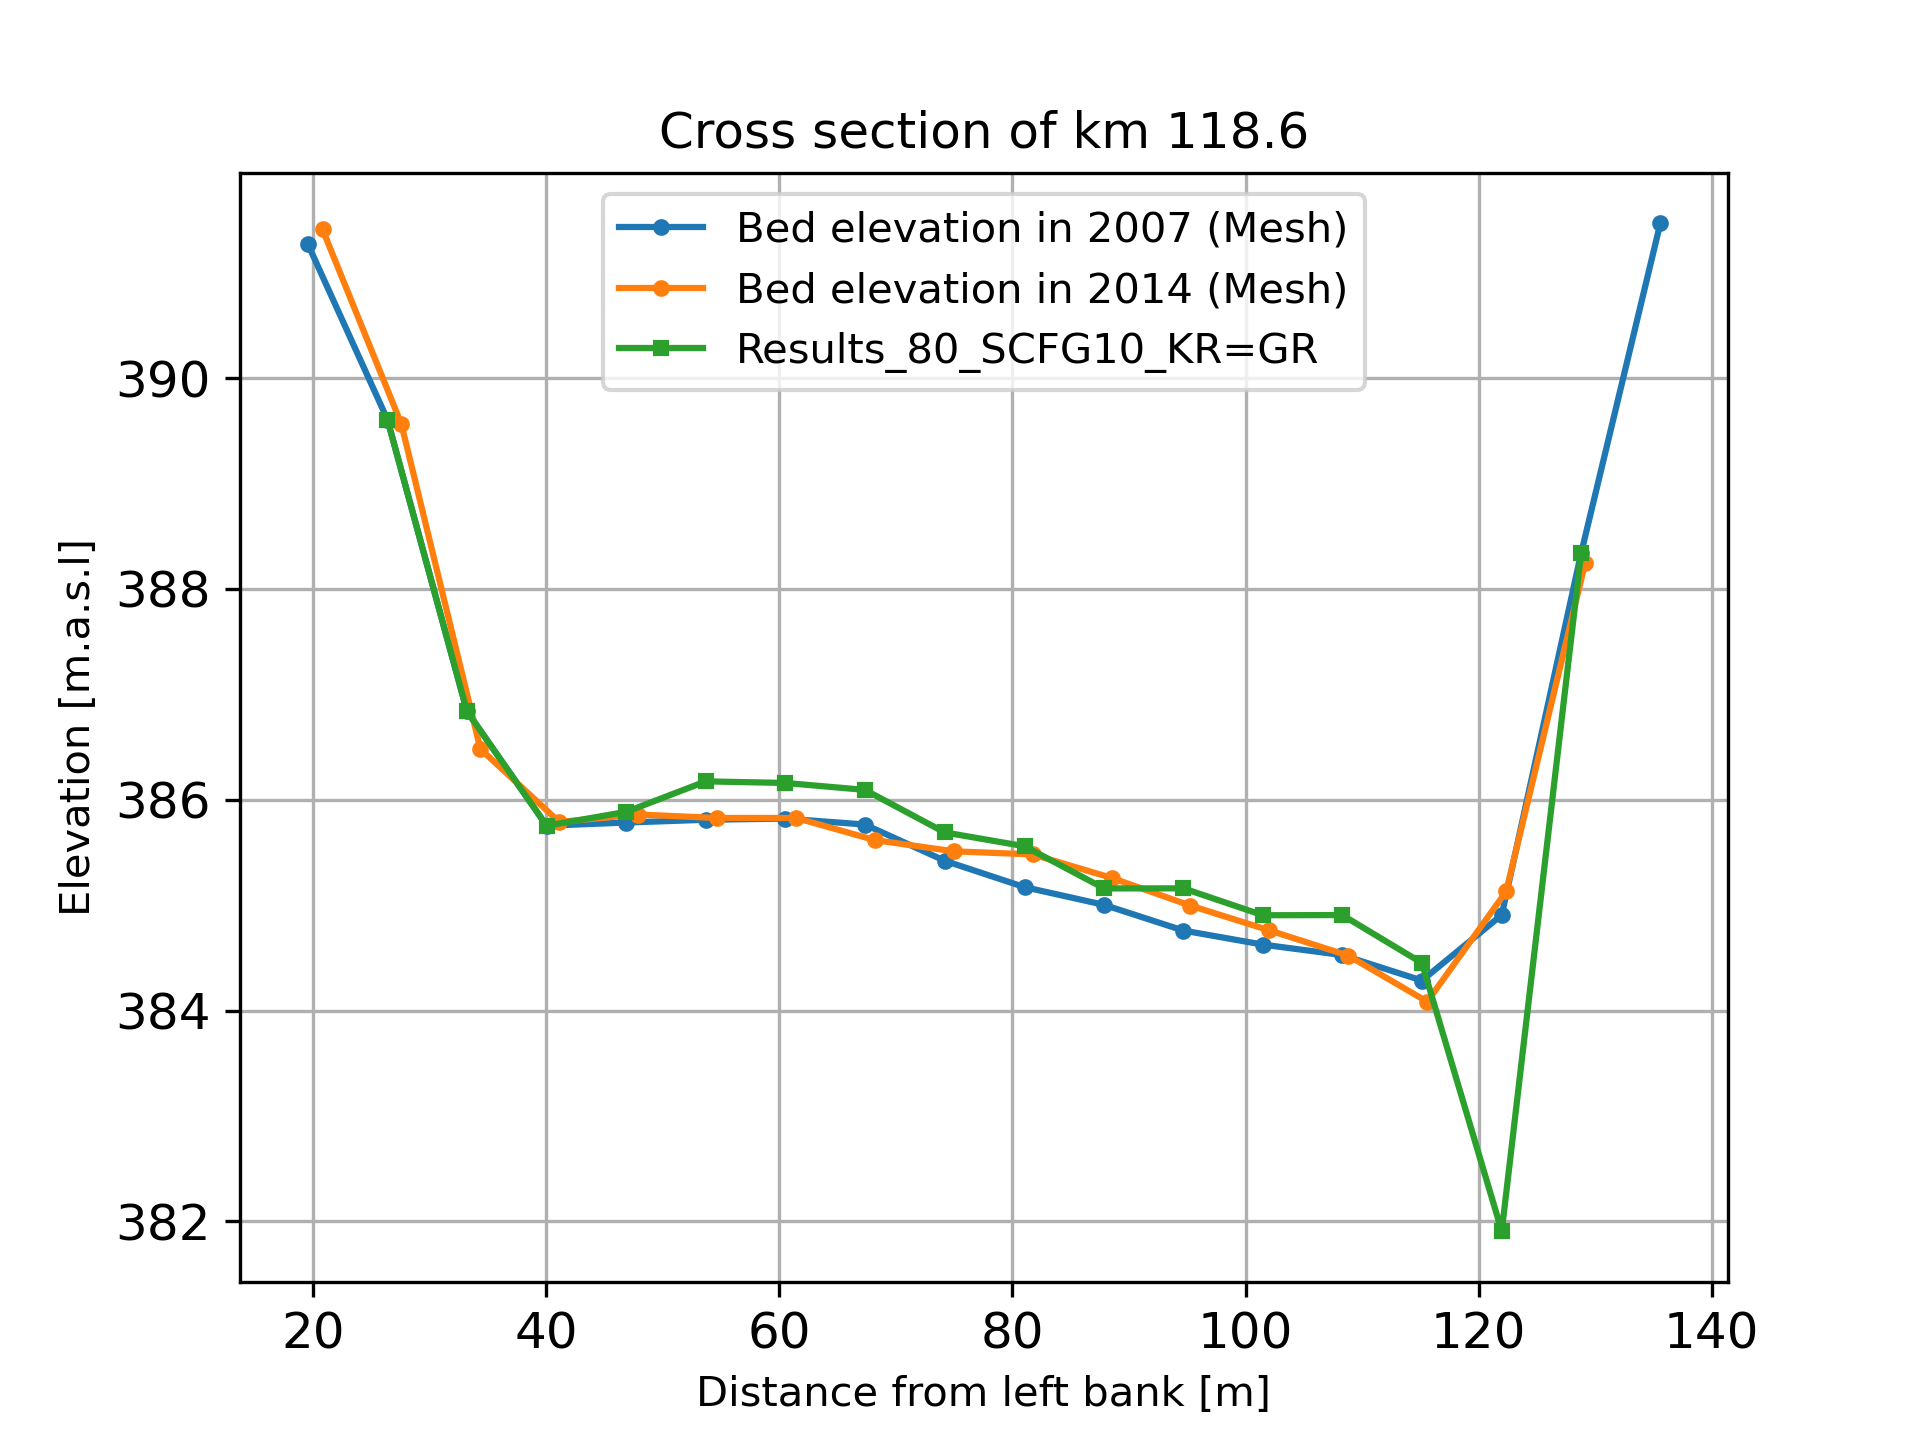 Cross section of km 118.6
Bed elevation in 2007 (Mesh)
Bed elevation in 2014 (Mesh)
Results_80_SCFG10_KR=GR
Elevation [m.a.s.l]
390
388
386
384
382
20 40 60 80 100 120 140
Distance from left bank [m]